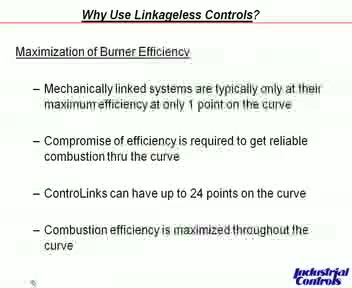 Why Use Linkageless Controls?
Maximization of Burner Efficiency
– Mechanically linked systems are typically only at their
maximum efficiency at only 1 point on the curve
– Compromise of efficiency is required to get reliable
combustion thru the curve
– ControLinks can have up to 24 points on the curve
– Combustion efficiency is maximized throughout the
curve
Industrial
Controls